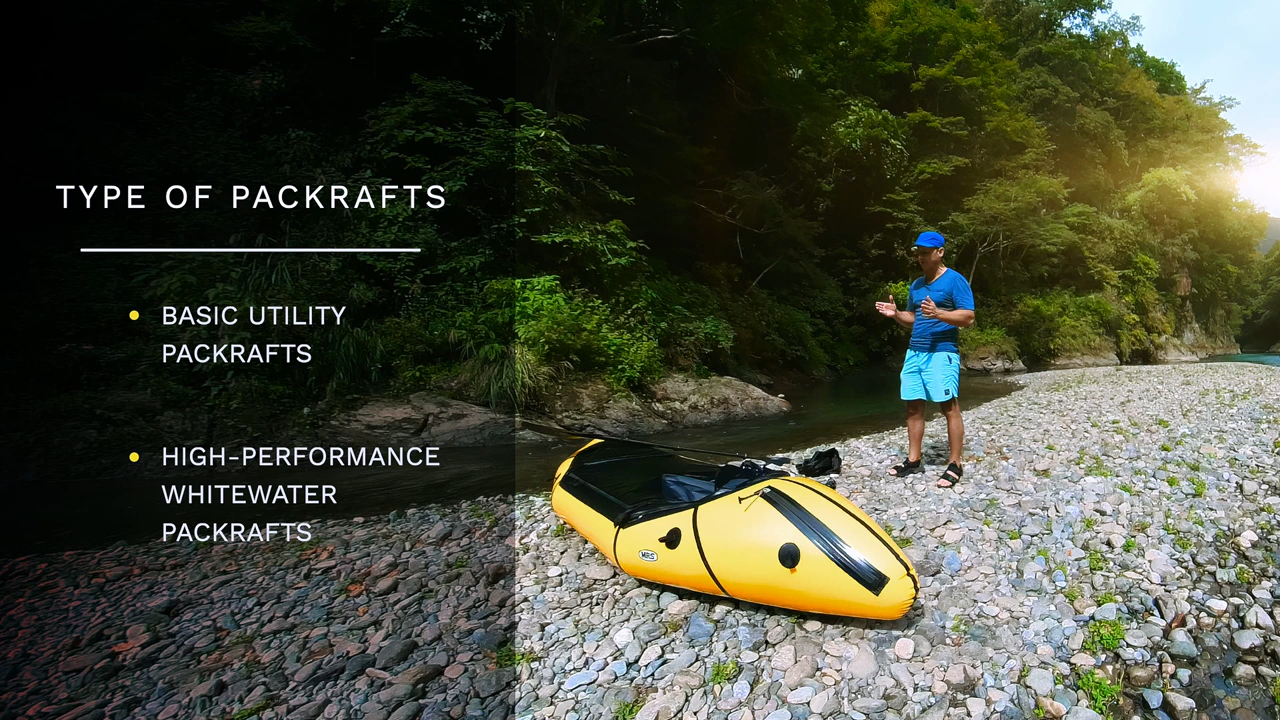 TYPE OF PACKRAFTS
BASIC UTILITY
PACKRAFTS
HIGH-PERFORMANCE
WHITEWATER
PACKRAFTS
MRS